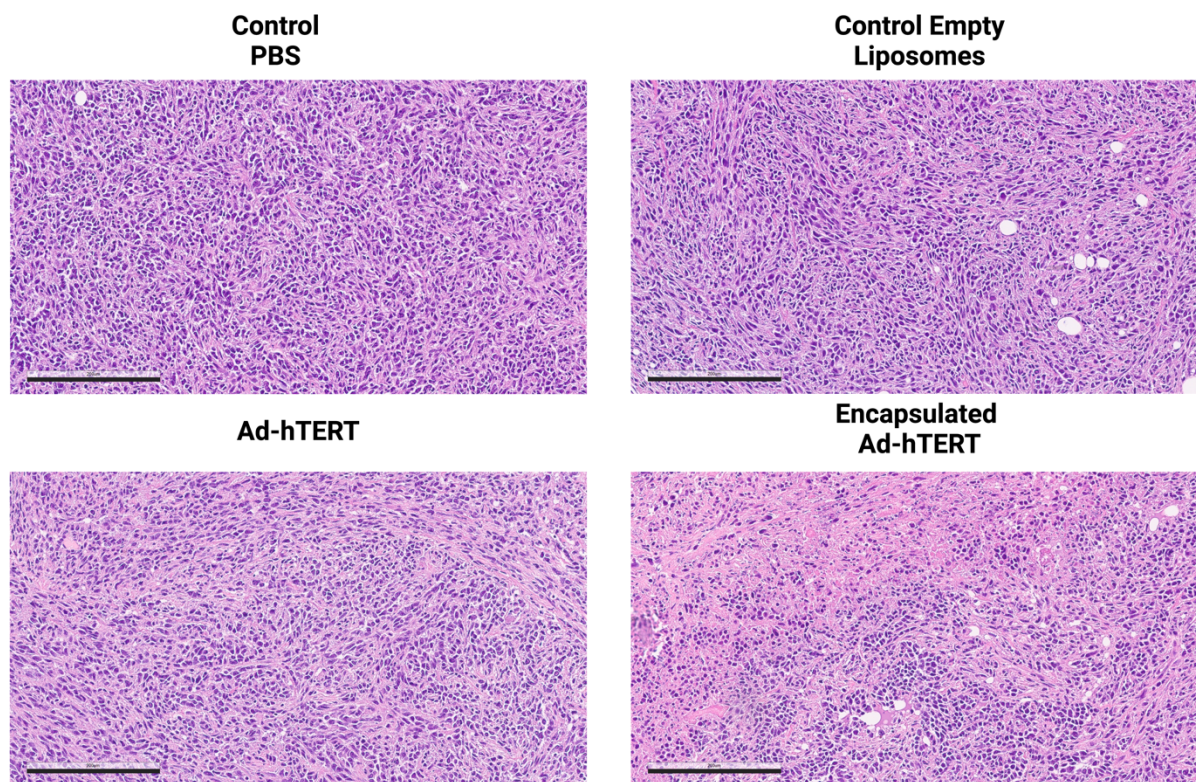 Control
PBS
Control Empty
Liposomes
Ad-hTERT
Encapsulated
Ad-hTERT